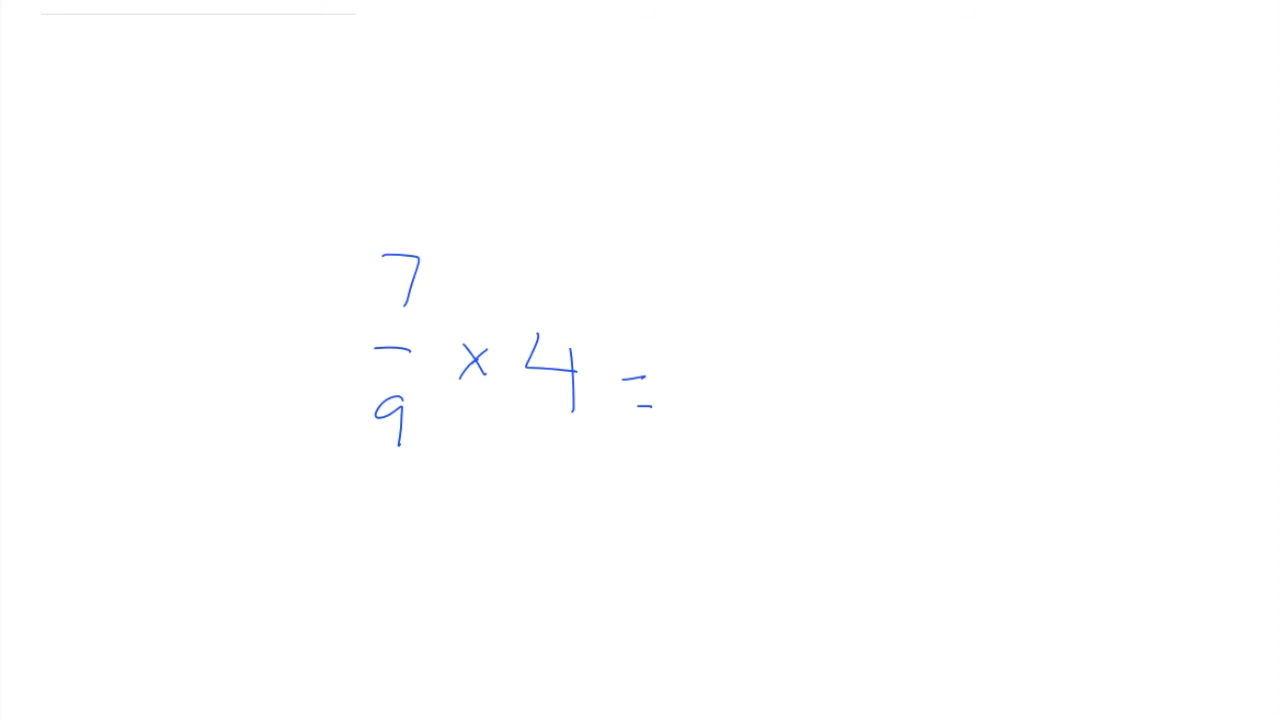 7/9 × 4 =